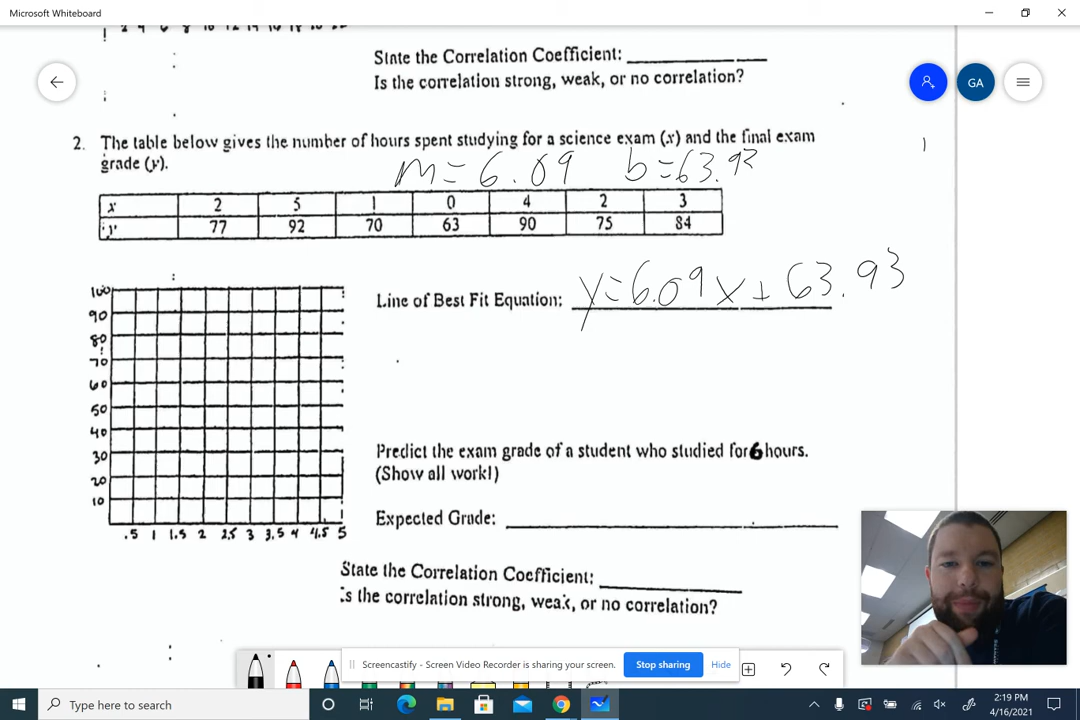 Microsoft Whiteboard
State the Correlation Coefficient:
Is the correlation strong, weak, or no correlation?
GA
2. The table below gives the number of hours spent studying for a science exam (x) and the final exam
grade (y).
m = 6.09 b = 63.93
x 2 5 1 0 4 2 3
y 77 92 70 63 90 75 84
Line of Best Fit Equation: y = 6.09x + 63.93
100
90
80
70
60
50
40
30
20
10
.5 1 1.5 2 2.5 3 3.5 4 4.5 5
Predict the exam grade of a student who studied for 6 hours.
(Show all work!)
Expected Grade:
State the Correlation Coefficient:
Is the correlation strong, weak, or no correlation?
Screencastify - Screen Video Recorder is sharing your screen. Stop sharing Hide
Type here to search
2:19 PM
4/16/2021